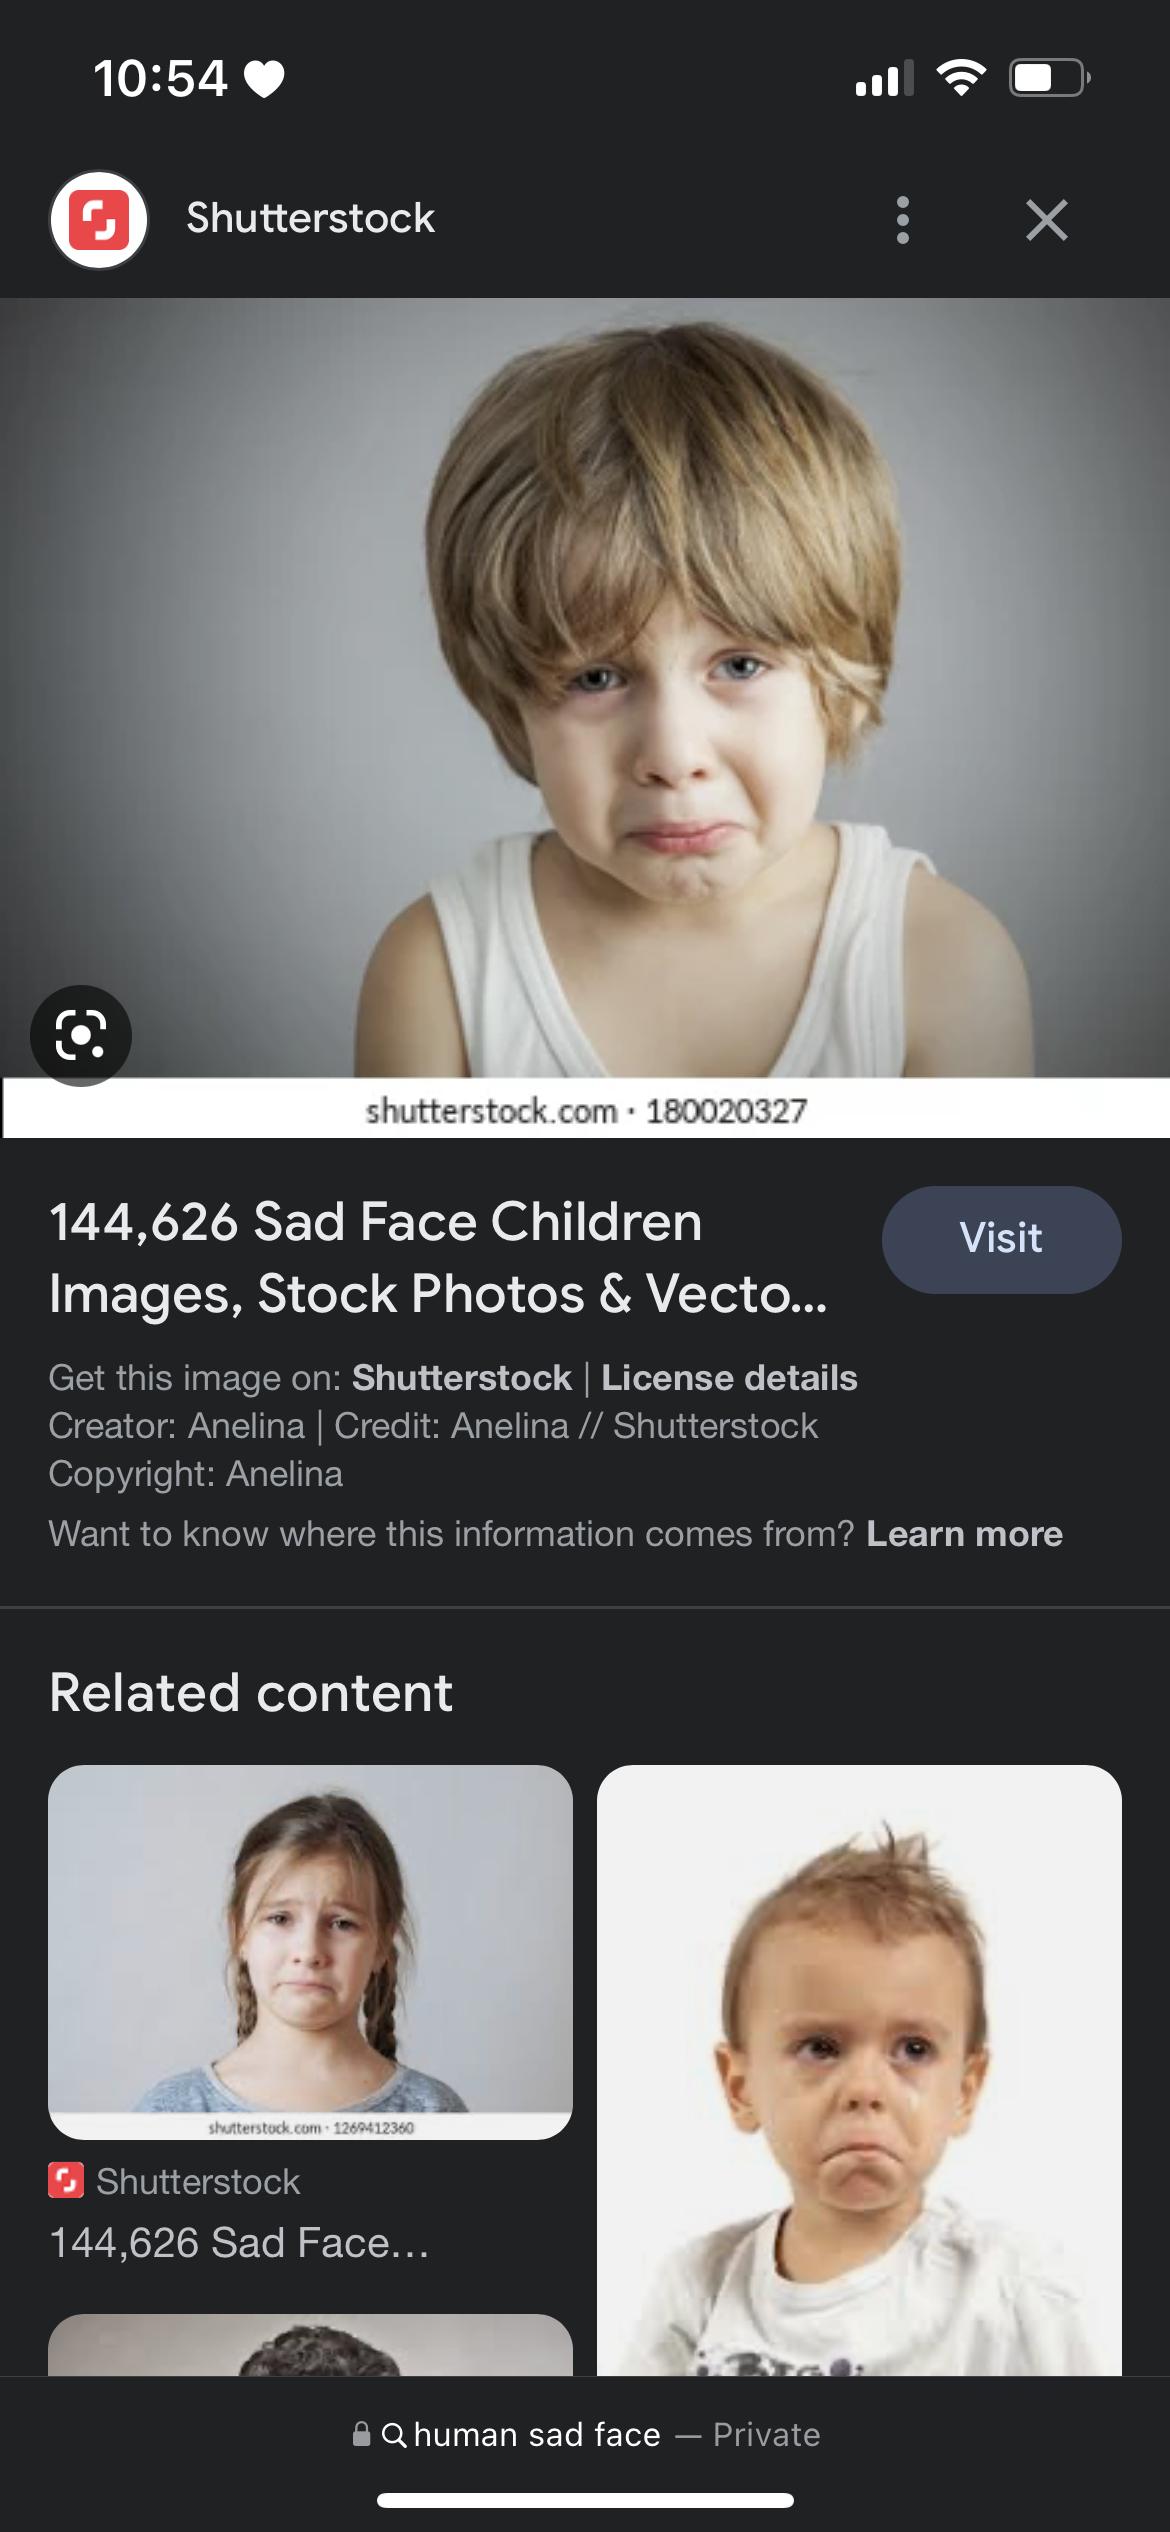 10:54
Shutterstock
shutterstock.com · 180020327
144,626 Sad Face Children
Images, Stock Photos & Vecto...
Visit
Get this image on: Shutterstock | License details
Creator: Anelina | Credit: Anelina // Shutterstock
Copyright: Anelina
Want to know where this information comes from? Learn more
Related content
shutterstock.com · 1269412360
Shutterstock
144,626 Sad Face...
human sad face — Private